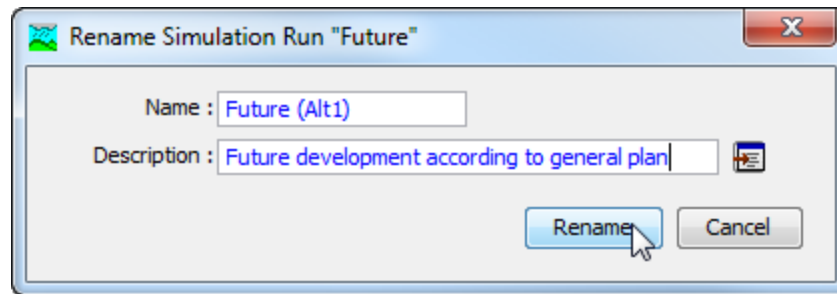 Rename Simulation Run "Future"
Name : Future (Alt1)
Description : Future development according to general plan
Rename Cancel